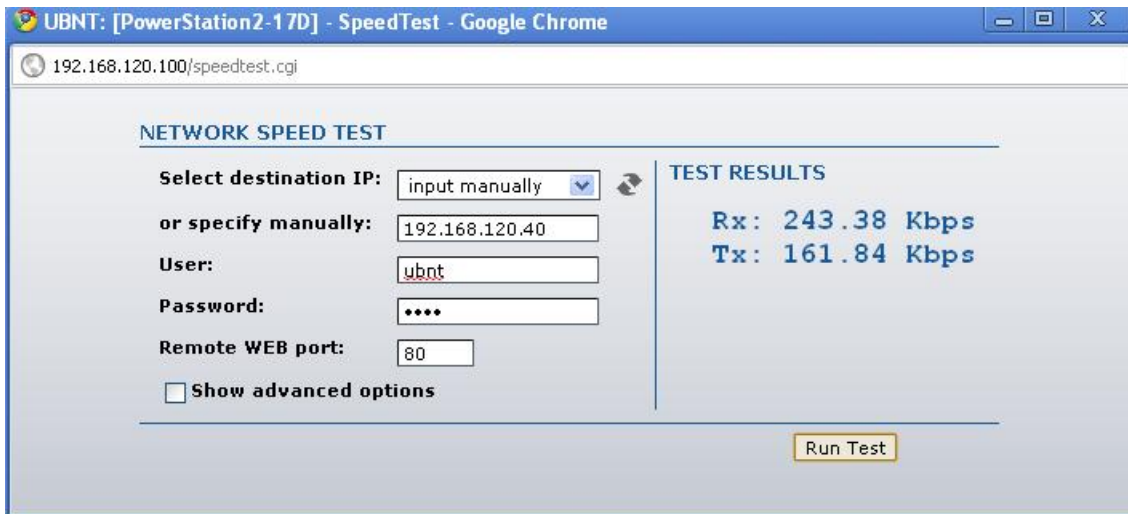 UBNT: [PowerStation2-17D] - SpeedTest - Google Chrome
192.168.120.100/speedtest.cgi
NETWORK SPEED TEST
Select destination IP: input manually
or specify manually: 192.168.120.40
User: ubnt
Password: ••••
Remote WEB port: 80
Show advanced options
TEST RESULTS
Rx: 243.38 Kbps
Tx: 161.84 Kbps
Run Test